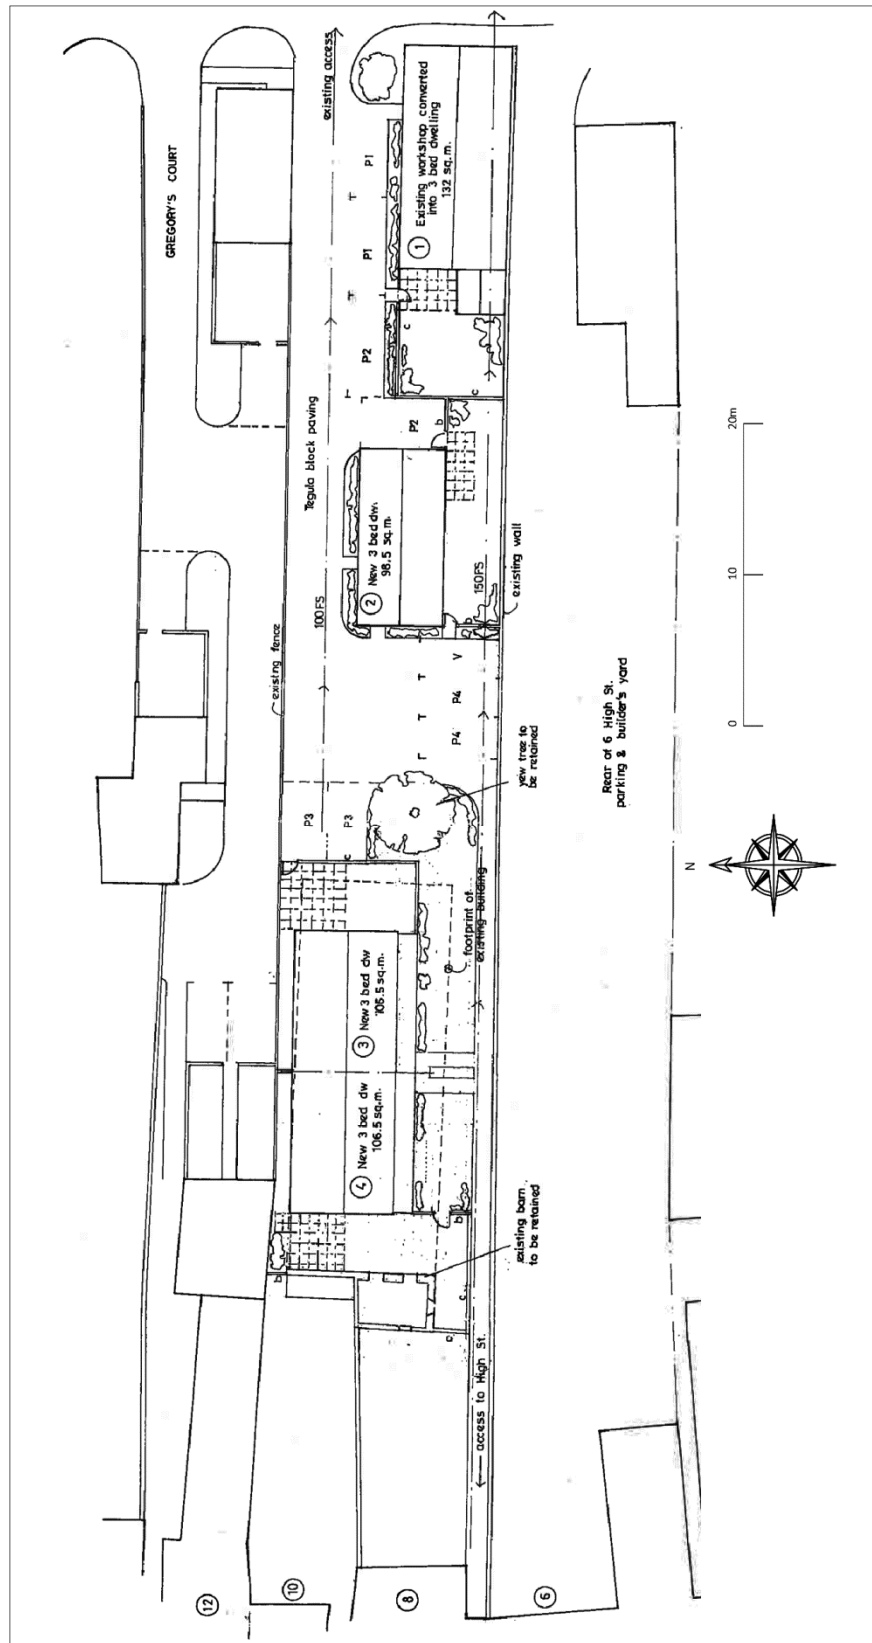 GREGORY'S COURT
existing access
P1
P1
P2
P2
1
Existing workshop converted
into 3 bed dwelling
132 sq.m.
c
c
b
Tegula block paving
2
New 3 bed dw.
98.5 sq.m.
100FS
150FS
existing wall
existing fence
V
P4
P4
yew tree to
be retained
P3
P3
c
footprint of
existing building
3
New 3 bed dw
106.5 sq.m.
4
New 3 bed dw
106.5 sq.m.
b
b
c
existing barn
to be retained
access to High St.
Rear of 6 High St.
parking & builder's yard
0
10
20m
N
12
10
8
6